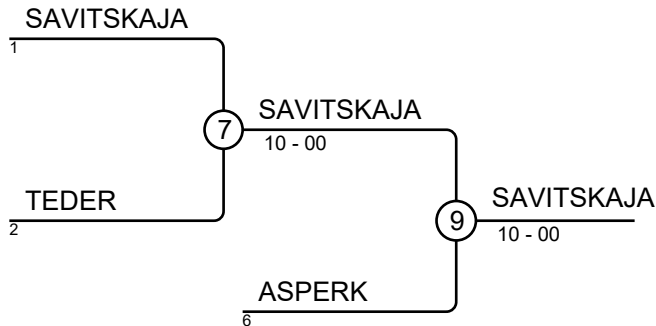 SAVITSKAJA
1
7
SAVITSKAJA
10 - 00
TEDER
2
9
SAVITSKAJA
10 - 00
ASPERK
6